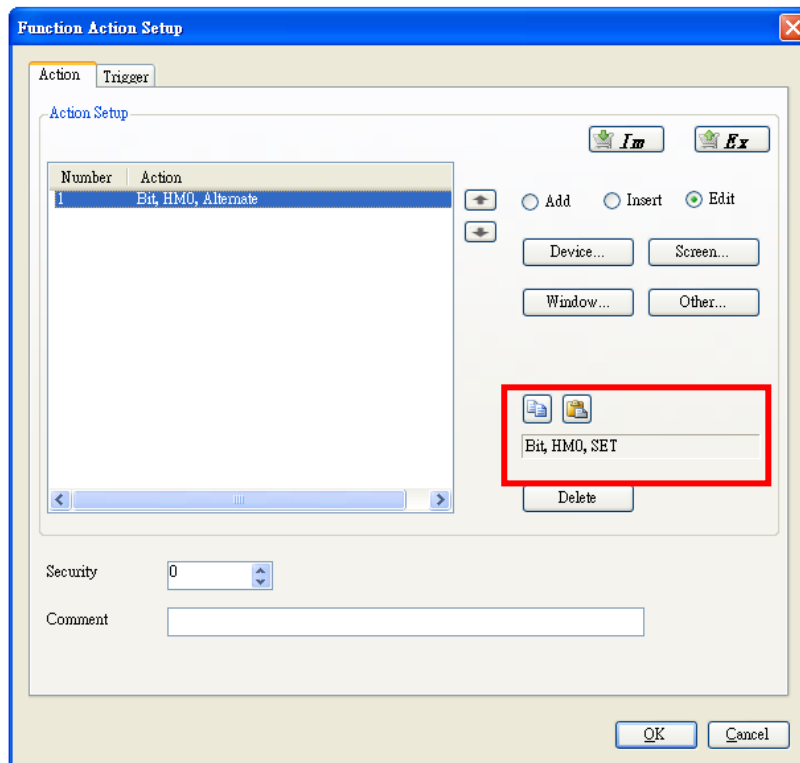 Function Action Setup
Action Trigger
Action Setup
Im Ex
Number Action
1 Bit, HM0, Alternate
Add Insert Edit
Device... Screen...
Window... Other...
Bit, HM0, SET
Delete
Security 0
Comment
OK Cancel